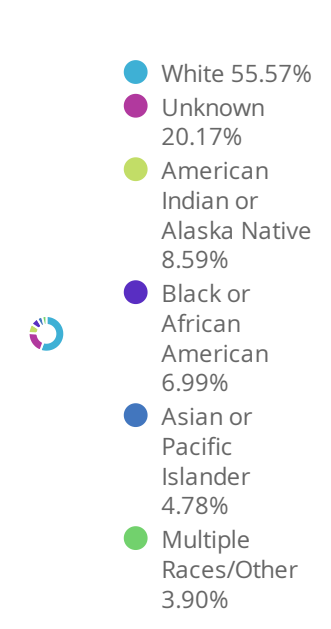 White 55.57%
Unknown
20.17%
American
Indian or
Alaska Native
8.59%
Black or
African
American
6.99%
Asian or
Pacific
Islander
4.78%
Multiple
Races/Other
3.90%